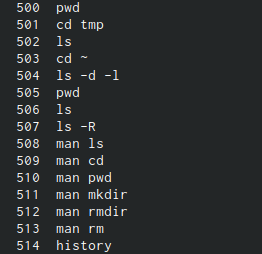 500 pwd
501 cd tmp
502 ls
503 cd ~
504 ls -d -l
505 pwd
506 ls
507 ls -R
508 man ls
509 man cd
510 man pwd
511 man mkdir
512 man rmdir
513 man rm
514 history